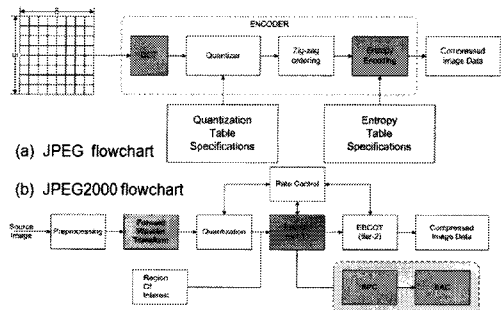 8
ENCODER
Quantizer
Zig-zag
ordering
Entropy
Encoding
Compressed
Image Data
Quantization
Table
Specifications
Entropy
Table
Specifications
(a) JPEG flowchart
(b) JPEG2000 flowchart
Rate Control
Source
Image
Preprocessing
Forward
Wavelet
Transform
Quantization
EBCOT
(tier-2)
Compressed
Image Data
Region
Of
Interest